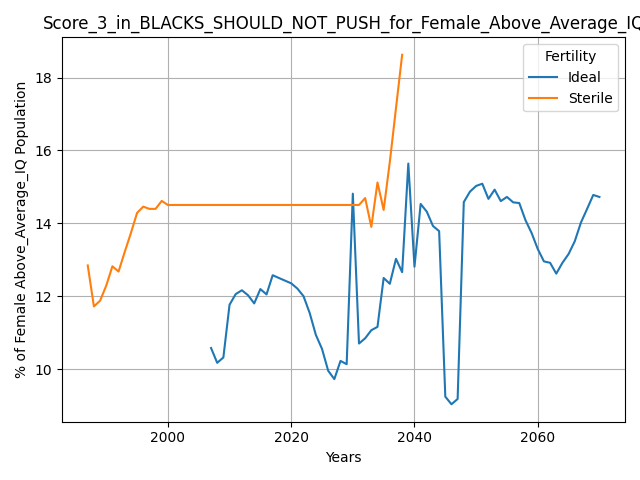 Score_3_in_BLACKS_SHOULD_NOT_PUSH_for_Female_Above_Average_IQ
% of Female Above_Average_IQ Population
18
16
14
12
10
Fertility
Ideal
Sterile
2000
2020
2040
2060
Years